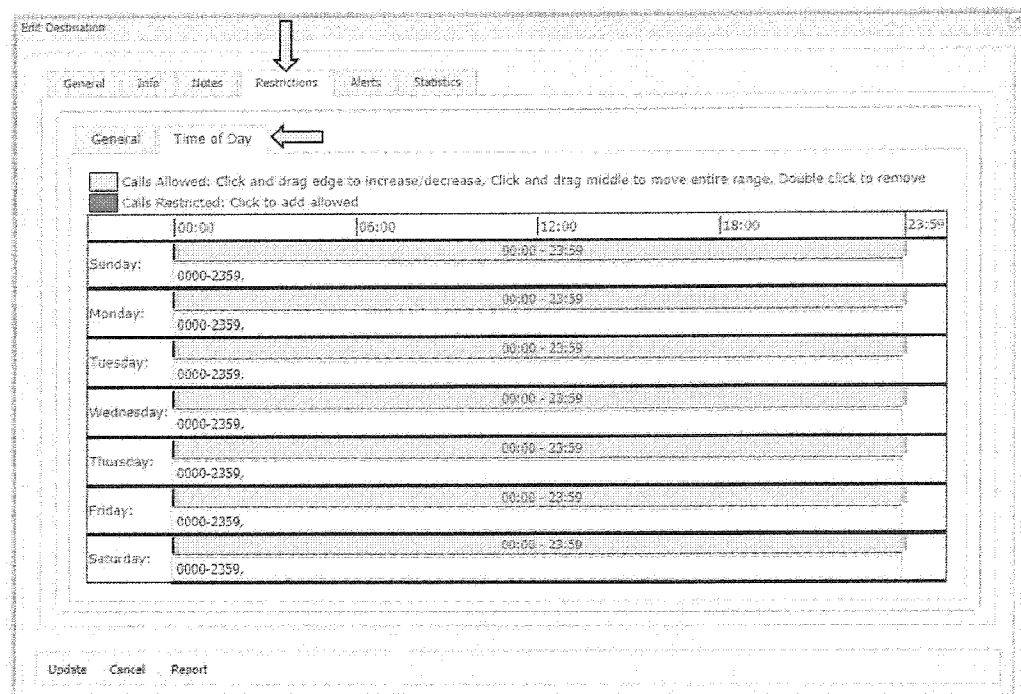 Edit Destination
General Info Notes Restrictions Alerts Statistics
General Time of Day
Calls Allowed: Click and drag edge to increase/decrease, Click and drag middle to move entire range, Double click to remove
Calls Restricted: Click to add allowed
00:00 06:00 12:00 18:00 23:59
Sunday: 00:00 - 23:59
0000-2359,
Monday: 00:00 - 23:59
0000-2359,
Tuesday: 00:00 - 23:59
0000-2359,
Wednesday: 00:00 - 23:59
0000-2359,
Thursday: 00:00 - 23:59
0000-2359,
Friday: 00:00 - 23:59
0000-2359,
Saturday: 00:00 - 23:59
0000-2359,
Update Cancel Report